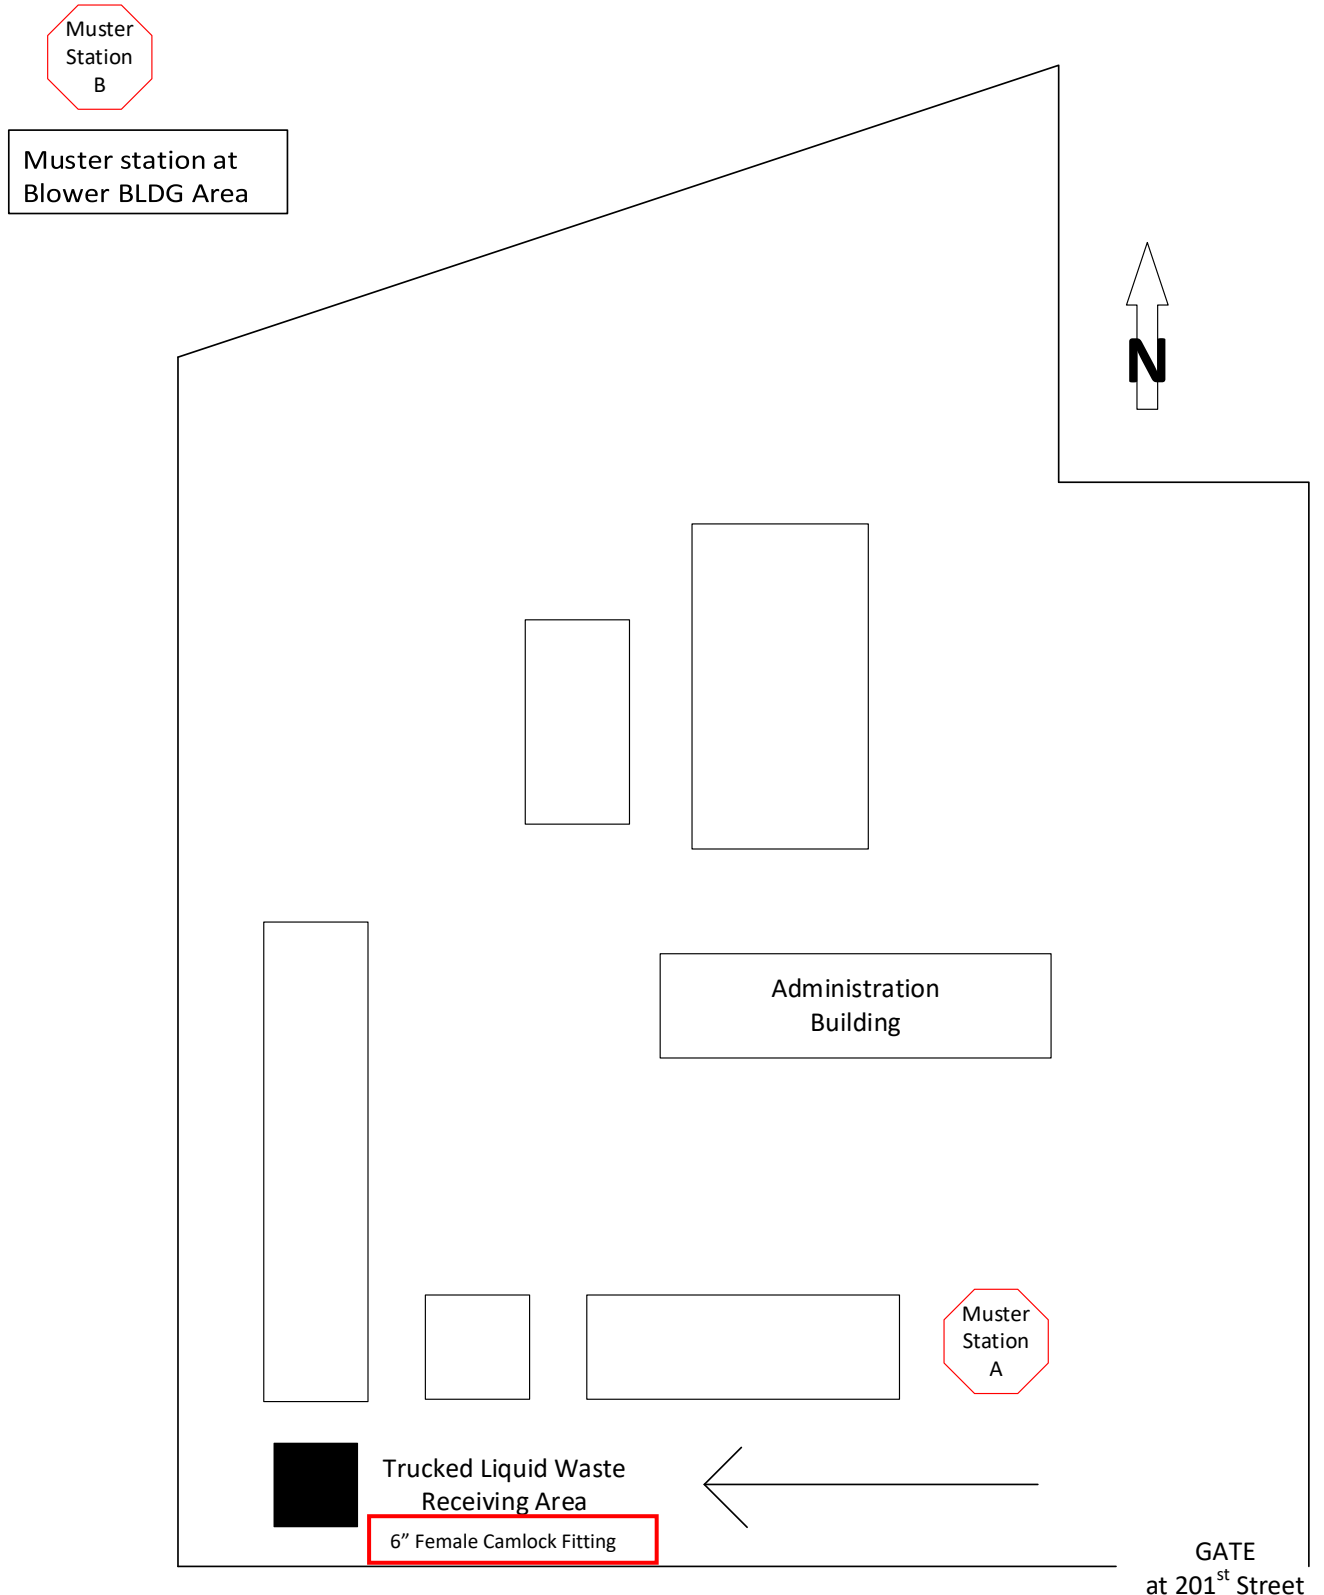 Muster
Station
B
Muster station at
Blower BLDG Area
N
Administration
Building
Muster
Station
A
Trucked Liquid Waste
Receiving Area
6” Female Camlock Fitting
GATE
at 201st Street